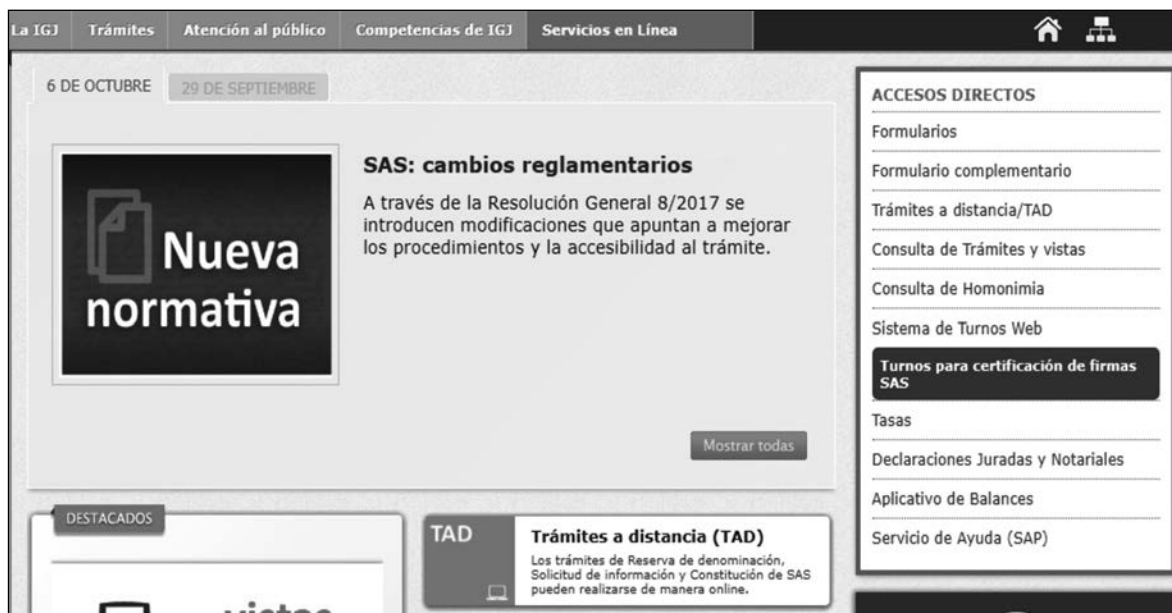 La IGJ
Trámites
Atención al público
Competencias de IGJ
Servicios en Línea
6 DE OCTUBRE
29 DE SEPTIEMBRE
Nueva
normativa
SAS: cambios reglamentarios
A través de la Resolución General 8/2017 se
introducen modificaciones que apuntan a mejorar
los procedimientos y la accesibilidad al trámite.
Mostrar todas
DESTACADOS
vistas
TAD
Trámites a distancia (TAD)
Los trámites de Reserva de denominación,
Solicitud de información y Constitución de SAS
pueden realizarse de manera online.
ACCESOS DIRECTOS
Formularios
Formulario complementario
Trámites a distancia/TAD
Consulta de Trámites y vistas
Consulta de Homonimia
Sistema de Turnos Web
Turnos para certificación de firmas
SAS
Tasas
Declaraciones Juradas y Notariales
Aplicativo de Balances
Servicio de Ayuda (SAP)